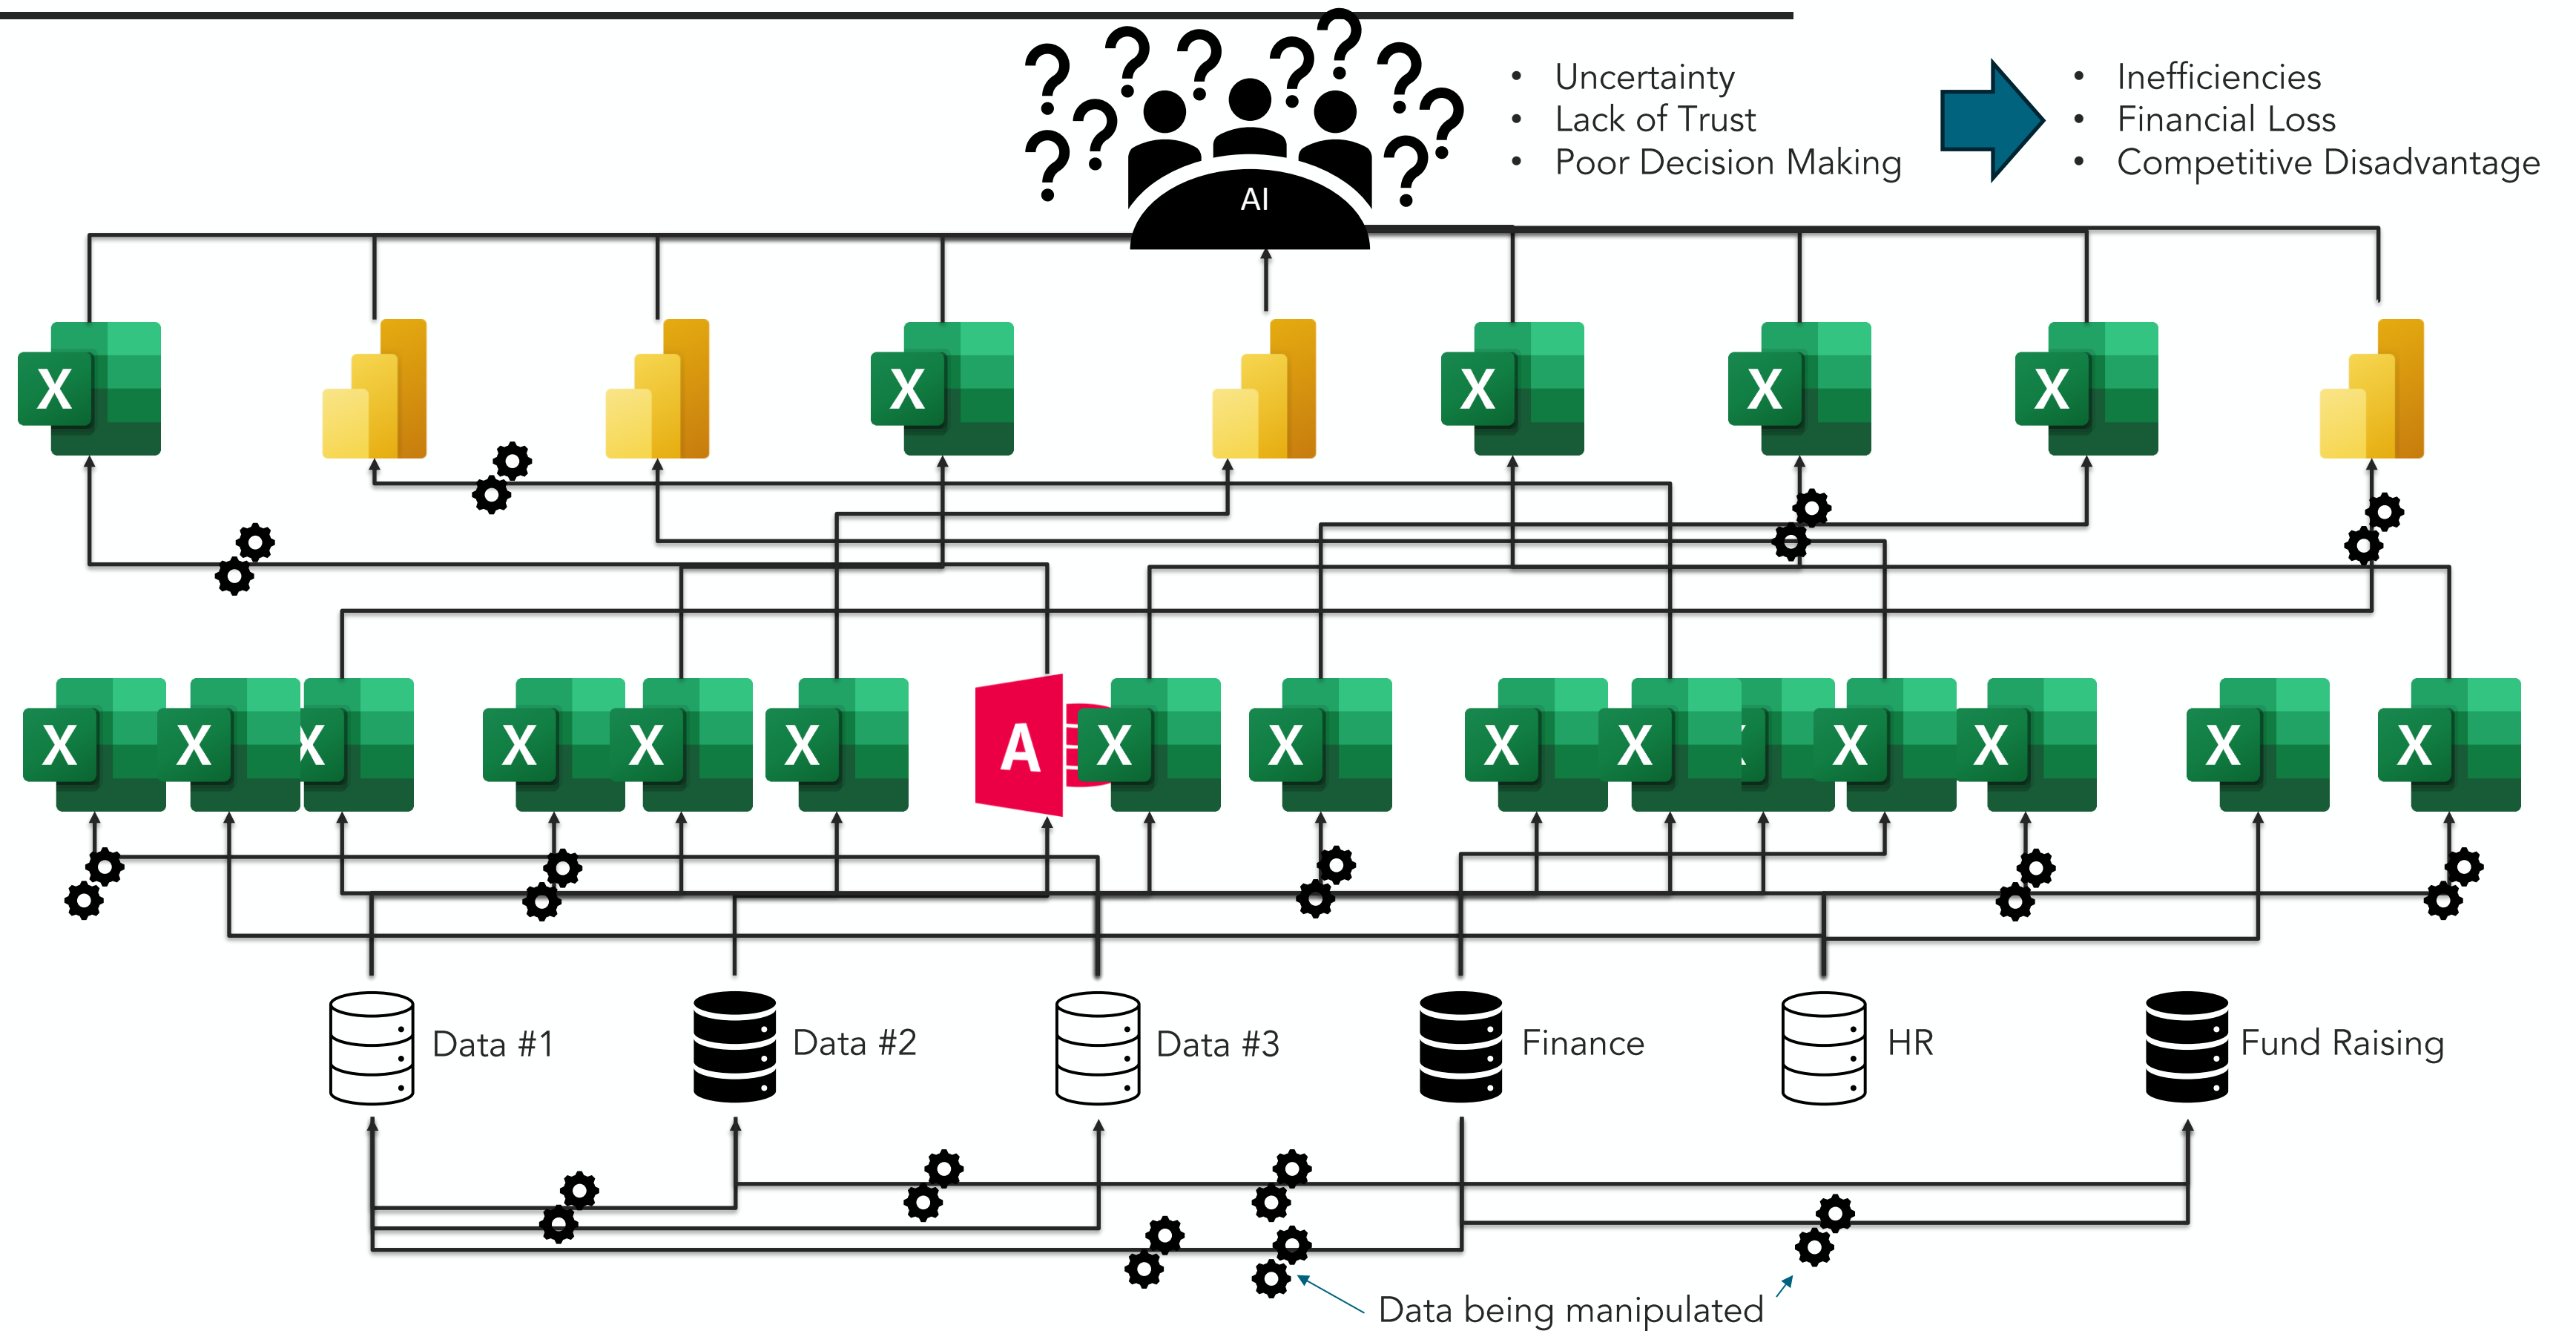 ? ? ? ? ? ? ? ? ? ? ?
• Uncertainty
• Lack of Trust
• Poor Decision Making
• Inefficiencies
• Financial Loss
• Competitive Disadvantage
AI
X X X X X
X X X X X A X X X X X X X X X
Data #1
Data #2
Data #3
Finance
HR
Fund Raising
Data being manipulated